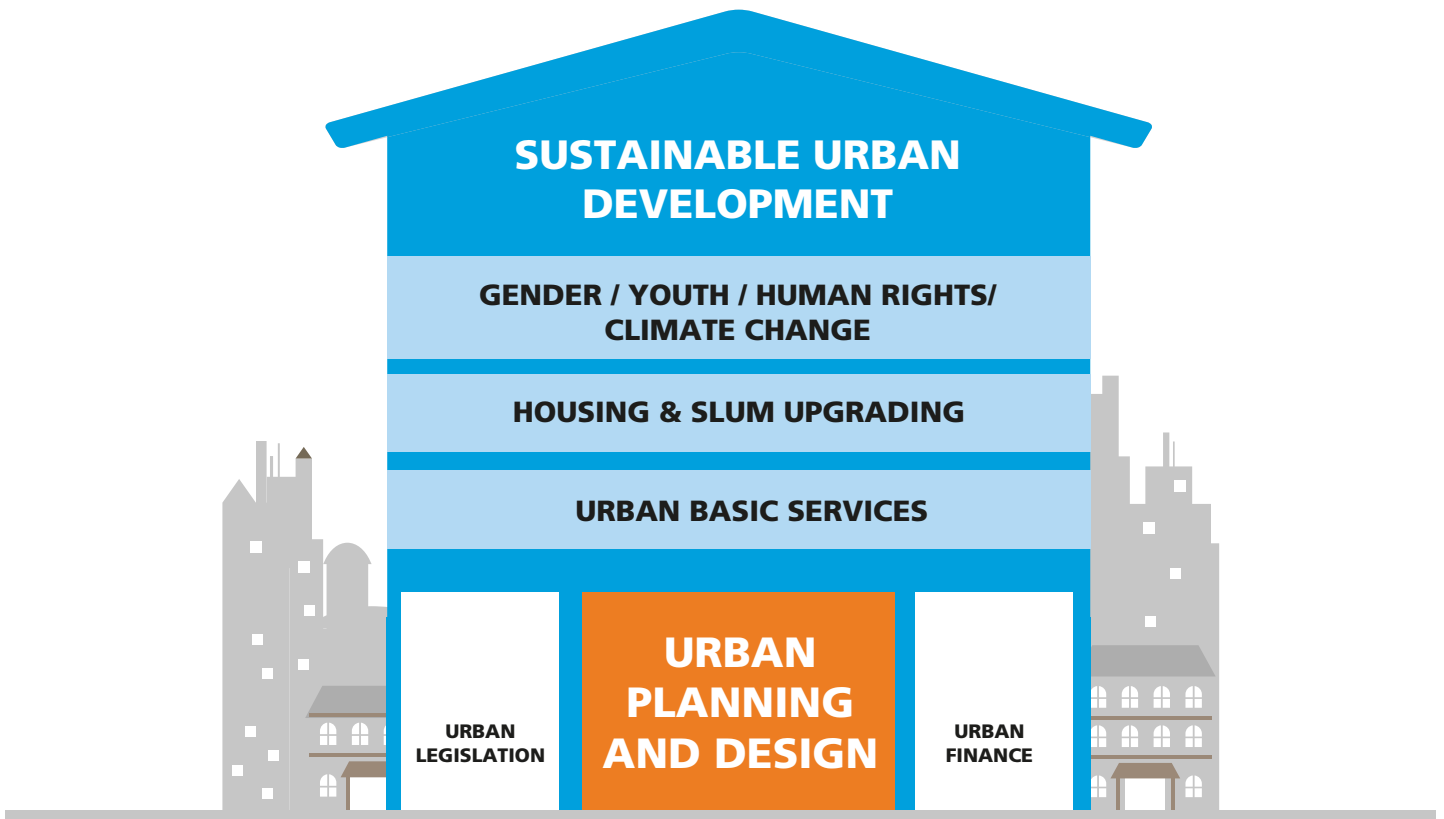 SUSTAINABLE URBAN
DEVELOPMENT
GENDER / YOUTH / HUMAN RIGHTS/
CLIMATE CHANGE
HOUSING & SLUM UPGRADING
URBAN BASIC SERVICES
URBAN
LEGISLATION
URBAN
PLANNING
AND DESIGN
URBAN
FINANCE